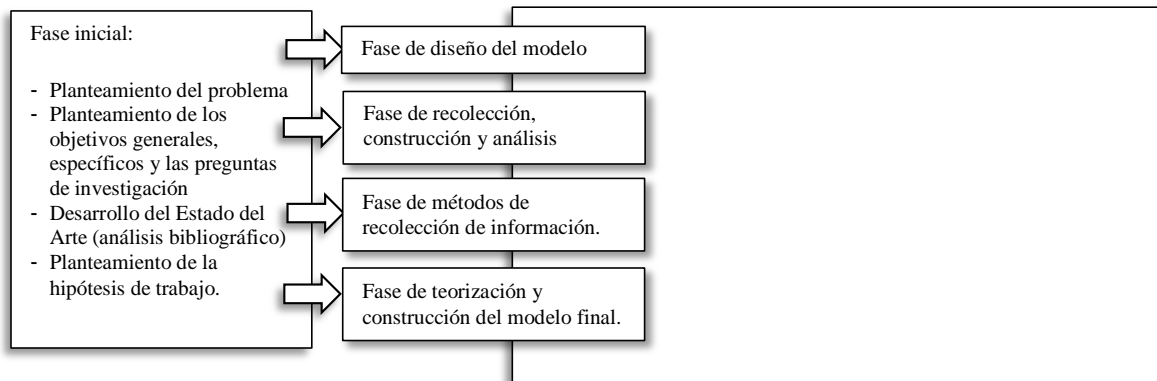 Fase inicial:
- Planteamiento del problema
- Planteamiento de los
objetivos generales,
específicos y las preguntas
de investigación
- Desarrollo del Estado del
Arte (análisis bibliográfico)
- Planteamiento de la
hipótesis de trabajo.
Fase de diseño del modelo
Fase de recolección,
construcción y análisis
Fase de métodos de
recolección de información.
Fase de teorización y
construcción del modelo final.